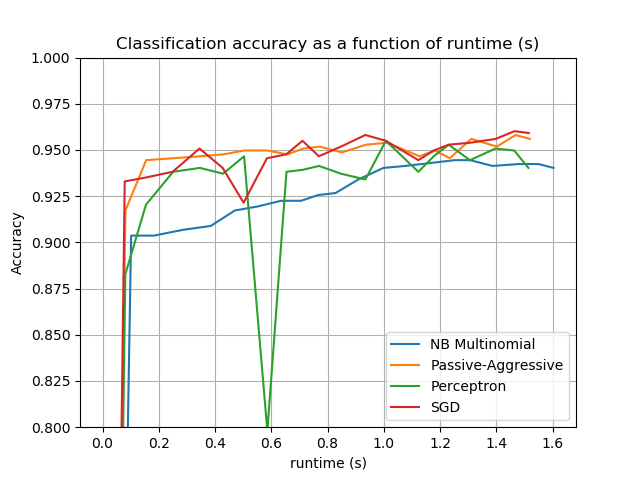 Classification accuracy as a function of runtime (s)
1.000
0.975
0.950
0.925
0.900
0.875
0.850
0.825
0.800
Accuracy
NB Multinomial
Passive-Aggressive
Perceptron
SGD
0.0 0.2 0.4 0.6 0.8 1.0 1.2 1.4 1.6
runtime (s)